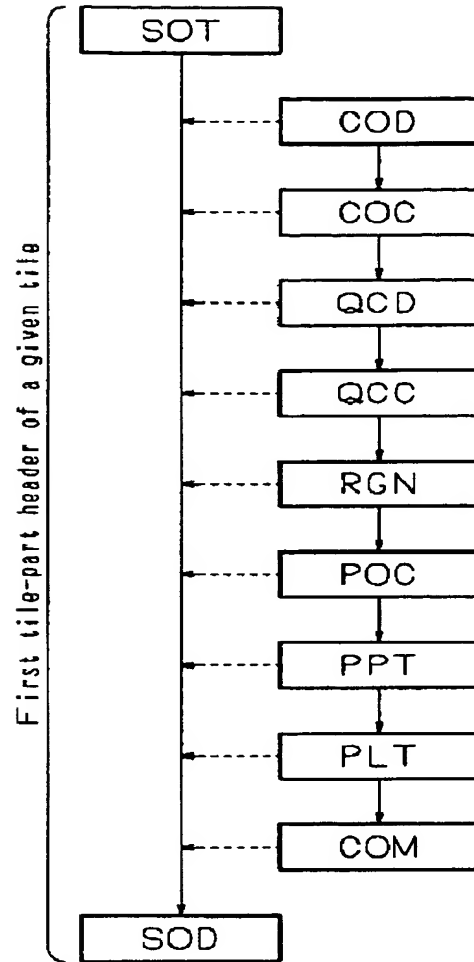 First tile-part header of a given tile
SOT
COD
COC
QCD
QCC
RGN
POC
PPT
PLT
COM
SOD